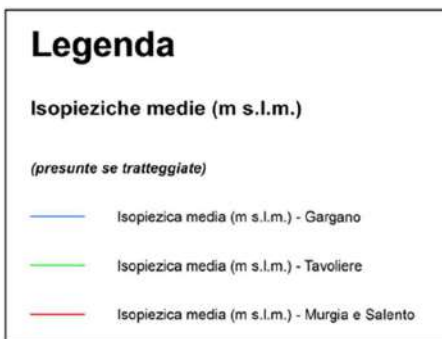 Legenda
Isopieziche medie (m s.l.m.)
(presunte se tratteggiate)
Isopiezica media (m s.l.m.) - Gargano
Isopiezica media (m s.l.m.) - Tavoliere
Isopiezica media (m s.l.m.) - Murgia e Salento